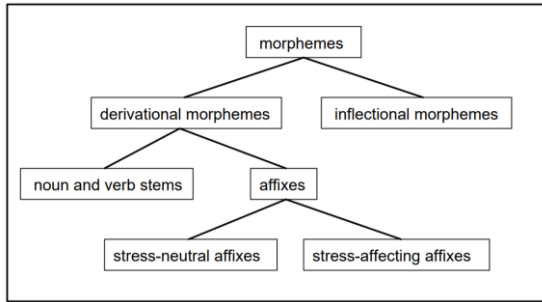 morphemes
derivational morphemes
inflectional morphemes
noun and verb stems
affixes
stress-neutral affixes
stress-affecting affixes